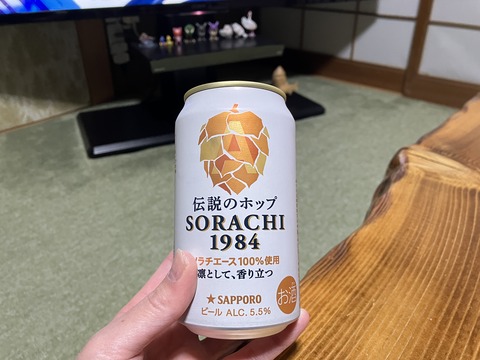 伝説のホップ
SORACHI
1984
ラチエース100%使用
凛として、香り立つ
お酒
★SAPPORO
ビール ALC. 5.5%